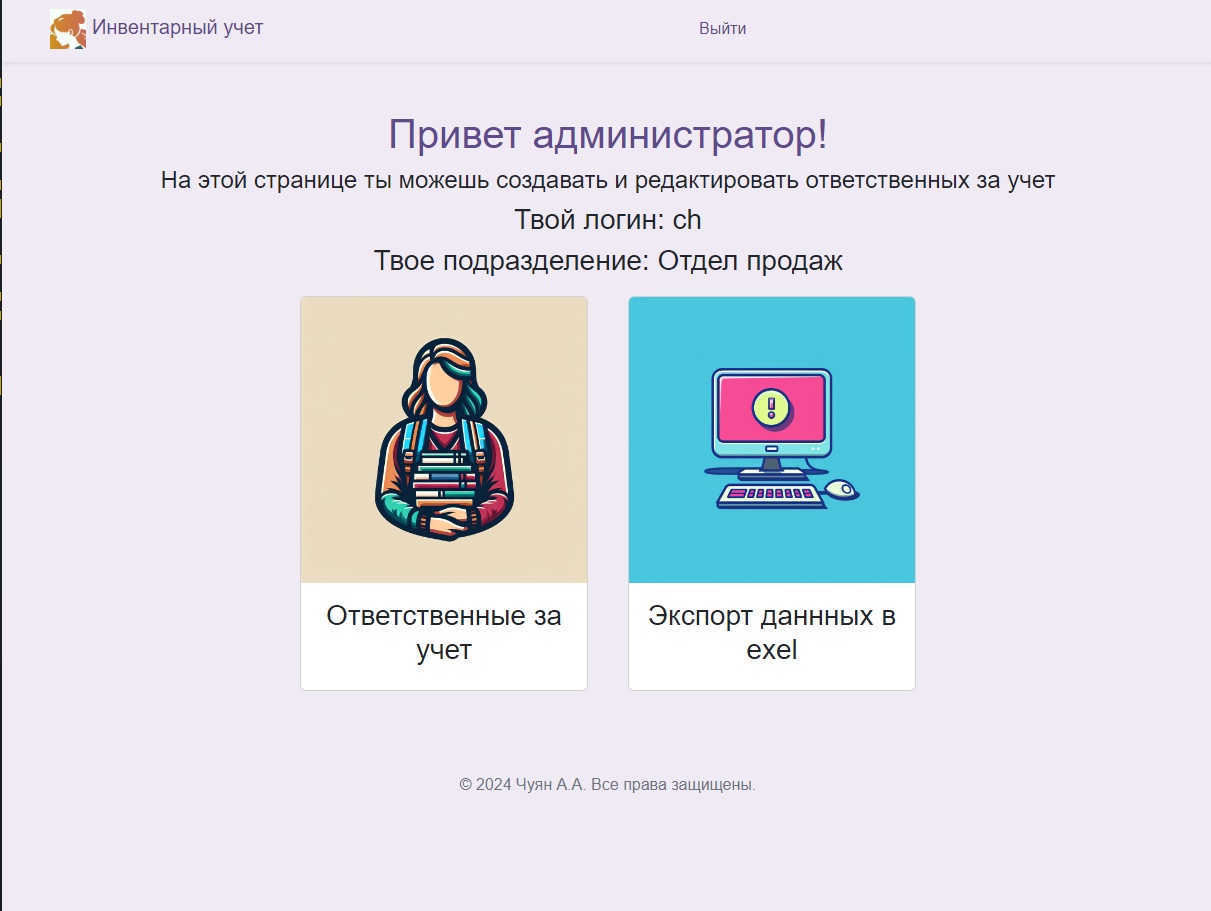 Инвентарный учет
Выйти
Привет администратор!
На этой странице ты можешь создавать и редактировать ответственных за учет
Твой логин: ch
Твое подразделение: Отдел продаж
Ответственные за
учет
Экспорт даннных в
exel
© 2024 Чуян А.А. Все права защищены.